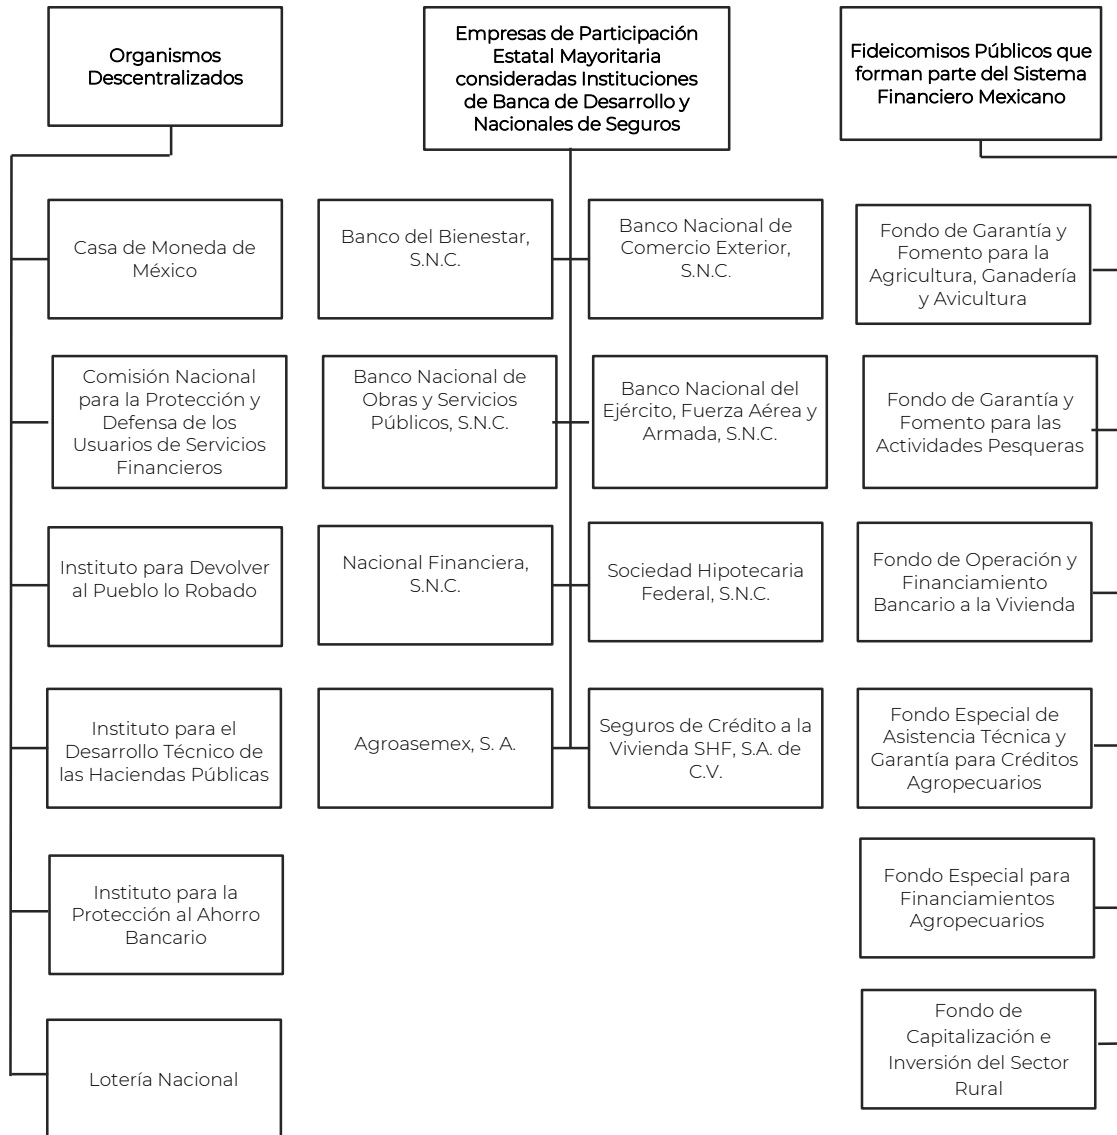 Organismos
Descentralizados
Casa de Moneda de
México
Comisión Nacional
para la Protección y
Defensa de los
Usuarios de Servicios
Financieros
Instituto para Devolver
al Pueblo lo Robado
Instituto para el
Desarrollo Técnico de
las Haciendas Públicas
Instituto para la
Protección al Ahorro
Bancario
Lotería Nacional
Empresas de Participación
Estatal Mayoritaria
consideradas Instituciones
de Banca de Desarrollo y
Nacionales de Seguros
Banco del Bienestar,
S.N.C.
Banco Nacional de
Comercio Exterior,
S.N.C.
Banco Nacional de
Obras y Servicios
Públicos, S.N.C.
Banco Nacional del
Ejército, Fuerza Aérea y
Armada, S.N.C.
Nacional Financiera,
S.N.C.
Sociedad Hipotecaria
Federal, S.N.C.
Agroasemex, S. A.
Seguros de Crédito a la
Vivienda SHF, S.A. de
C.V.
Fideicomisos Públicos que
forman parte del Sistema
Financiero Mexicano
Fondo de Garantía y
Fomento para la
Agricultura, Ganadería
y Avicultura
Fondo de Garantía y
Fomento para las
Actividades Pesqueras
Fondo de Operación y
Financiamiento
Bancario a la Vivienda
Fondo Especial de
Asistencia Técnica y
Garantía para Créditos
Agropecuarios
Fondo Especial para
Financiamientos
Agropecuarios
Fondo de
Capitalización e
Inversión del Sector
Rural